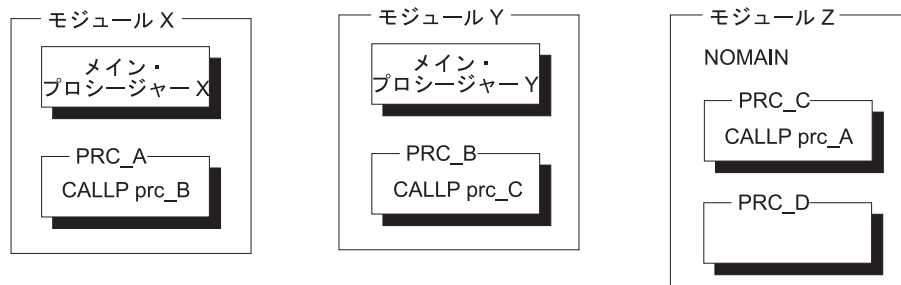 モジュール X
メイン・
プロシージャー X
PRC_A
CALLP prc_B
モジュール Y
メイン・
プロシージャー Y
PRC_B
CALLP prc_C
モジュール Z
NOMAIN
PRC_C
CALLP prc_A
PRC_D